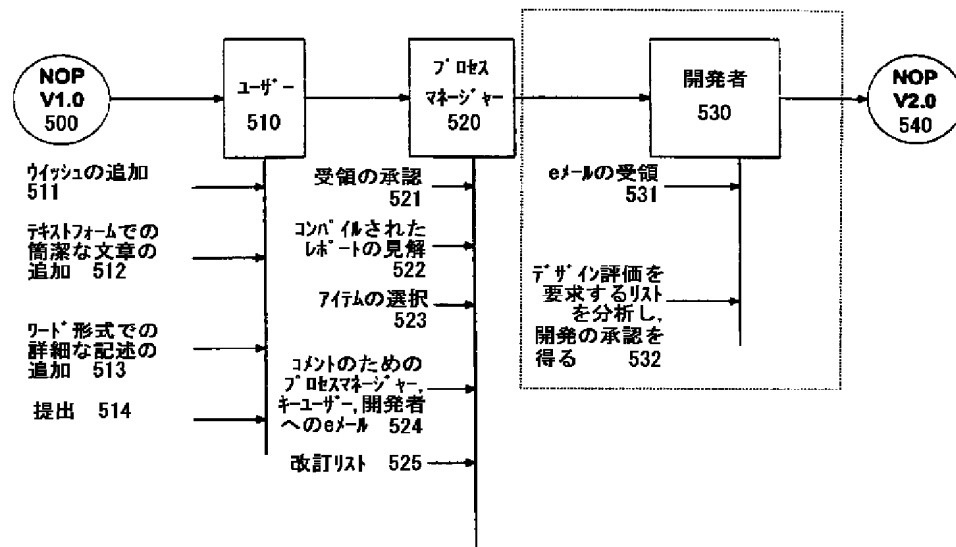 NOP
V1.0
500
ユーザー
510
プロセス
マネージャー
520
開発者
530
NOP
V2.0
540
ウイッシュの追加
511
テキストフォームでの
簡潔な文章の
追加 512
ワード形式での
詳細な記述の
追加 513
提出 514
受領の承認
521
コンパイルされた
レポートの見解
522
アイテムの選択
523
コメントのための
プロセスマネージャー,
キーユーザー,開発者
へのeメール 524
改訂リスト 525
eメールの受領
531
デザイン評価を
要求するリスト
を分析し,
開発の承認を
得る 532